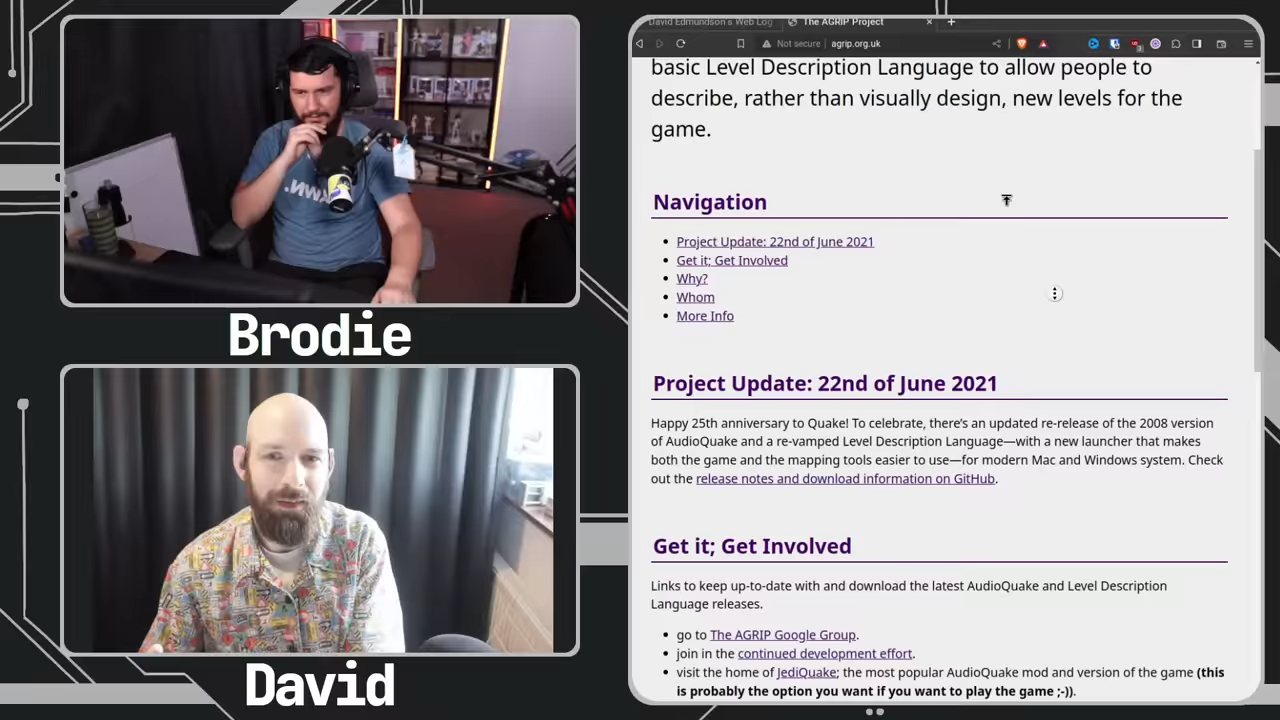 David Edmundson's Web Log
The AGRIP Project
Not secure
agrip.org.uk
basic Level Description Language to allow people to
describe, rather than visually design, new levels for the
game.
Navigation
Project Update: 22nd of June 2021
Get it; Get Involved
Why?
Whom
More Info
Project Update: 22nd of June 2021
Happy 25th anniversary to Quake! To celebrate, there's an updated re-release of the 2008 version
of AudioQuake and a re-vamped Level Description Language—with a new launcher that makes
both the game and the mapping tools easier to use—for modern Mac and Windows system. Check
out the release notes and download information on GitHub.
Get it; Get Involved
Links to keep up-to-date with and download the latest AudioQuake and Level Description
Language releases.
go to The AGRIP Google Group.
join in the continued development effort.
visit the home of JediQuake; the most popular AudioQuake mod and version of the game (this
is probably the option you want if you want to play the game ;-)).
Brodie
David